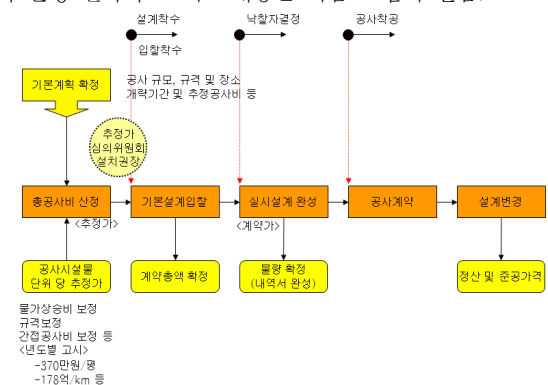 설계착수
입찰착수
낙찰자결정
공사착공
기본계획 확정
공사 규모, 규격 및 장소
개략기간 및 추정공사비 등
추정가
심의위원회
설치권장
총공사비 산정
<추정가>
기본설계입찰
실시설계 완성
<계약가>
공사계약
설계변경
공사시설물
단위 당 추정가
계약총액 확정
물량 확정
(내역서 완성)
정산 및 준공가격
물가상승비 보정
규격보정
간접공사비 보정 등
<년도별 고시>
-370만원/평
-178억/km 등